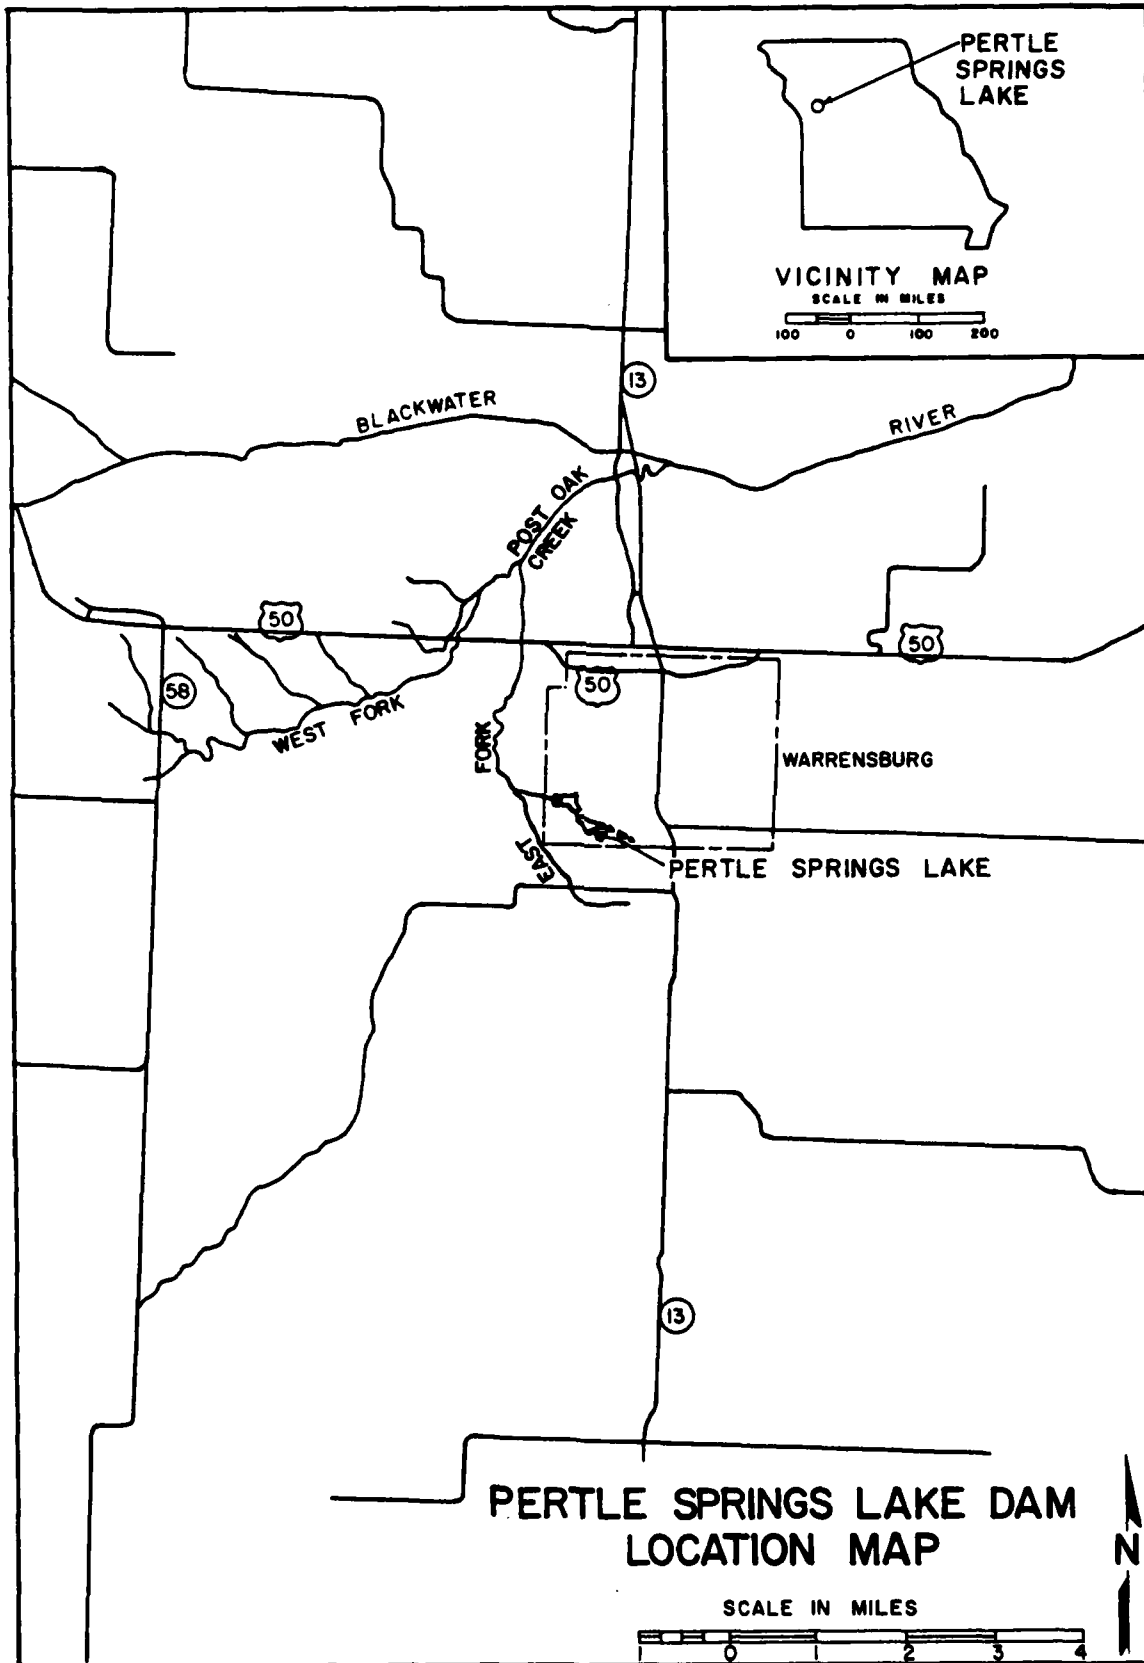 PERTLE
SPRINGS
LAKE
VICINITY MAP
SCALE IN MILES
100 0 100 200
13
BLACKWATER
RIVER
POST OAK
CREEK
50
50
58
50
WEST FORK
FORK
WARRENSBURG
EAST
PERTLE SPRINGS LAKE
13
PERTLE SPRINGS LAKE DAM
LOCATION MAP
N
SCALE IN MILES
1 0 1 2 3 4